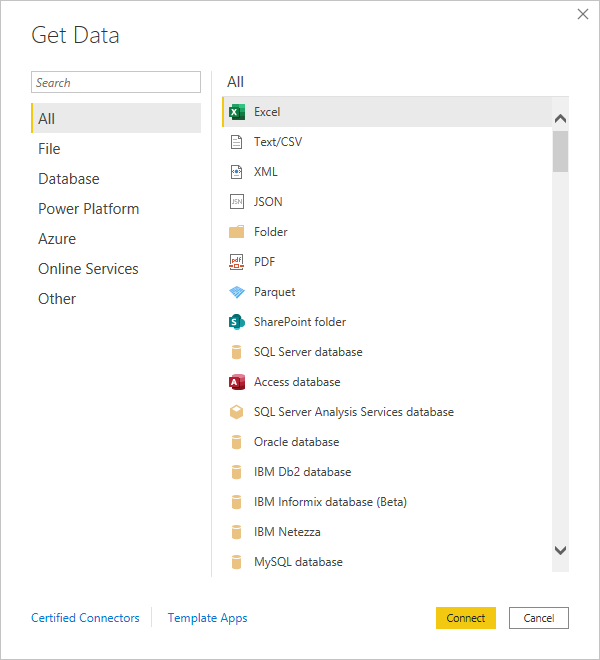 Get Data
Search
All
File
Database
Power Platform
Azure
Online Services
Other
All
Excel
Text/CSV
XML
JSON
Folder
PDF
Parquet
SharePoint folder
SQL Server database
Access database
SQL Server Analysis Services database
Oracle database
IBM Db2 database
IBM Informix database (Beta)
IBM Netezza
MySQL database
Certified Connectors
Template Apps
Connect
Cancel